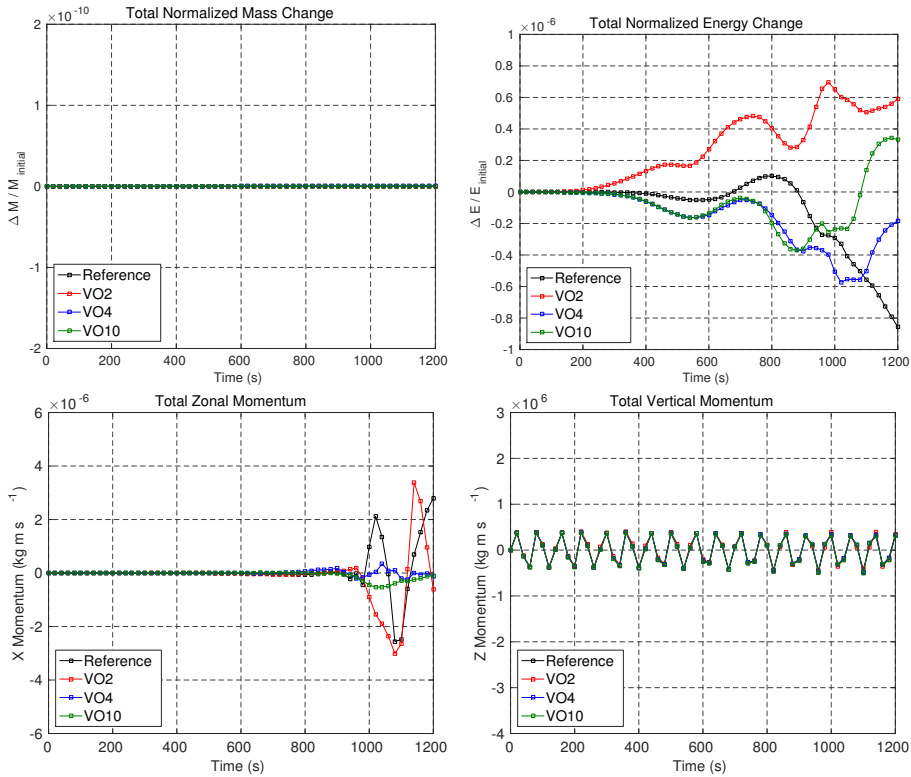 Total Normalized Mass Change
×10⁻¹⁰
2
1
0
-1
-2
Δ M / M initial
Reference
VO2
VO4
VO10
0 200 400 600 800 1000 1200
Time (s)
Total Normalized Energy Change
×10⁻⁶
1
0.8
0.6
0.4
0.2
0
-0.2
-0.4
-0.6
-0.8
-1
Δ E / E initial
Reference
VO2
VO4
VO10
0 200 400 600 800 1000 1200
Time (s)
Total Zonal Momentum
×10⁻⁶
6
4
2
0
-2
-4
-6
X Momentum (kg m s ⁻¹)
Reference
VO2
VO4
VO10
0 200 400 600 800 1000 1200
Time (s)
Total Vertical Momentum
×10⁶
3
2
1
0
-1
-2
-3
-4
Z Momentum (kg m s ⁻¹)
Reference
VO2
VO4
VO10
0 200 400 600 800 1000 1200
Time (s)